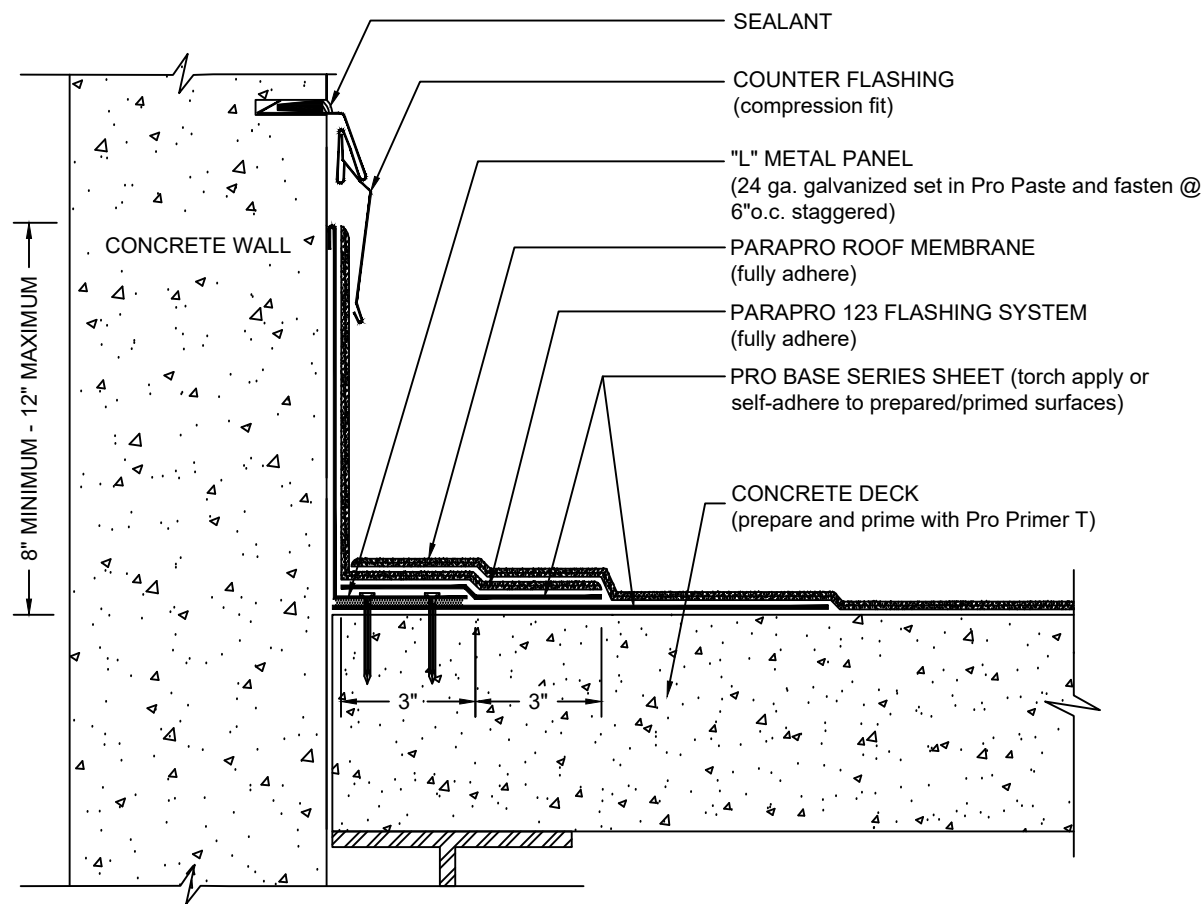 SEALANT
COUNTER FLASHING
(compression fit)
"L" METAL PANEL
(24 ga. galvanized set in Pro Paste and fasten @
6"o.c. staggered)
CONCRETE WALL
PARAPRO ROOF MEMBRANE
(fully adhere)
PARAPRO 123 FLASHING SYSTEM
(fully adhere)
PRO BASE SERIES SHEET (torch apply or
self-adhere to prepared/primed surfaces)
CONCRETE DECK
(prepare and prime with Pro Primer T)
8" MINIMUM - 12" MAXIMUM
3"
3"